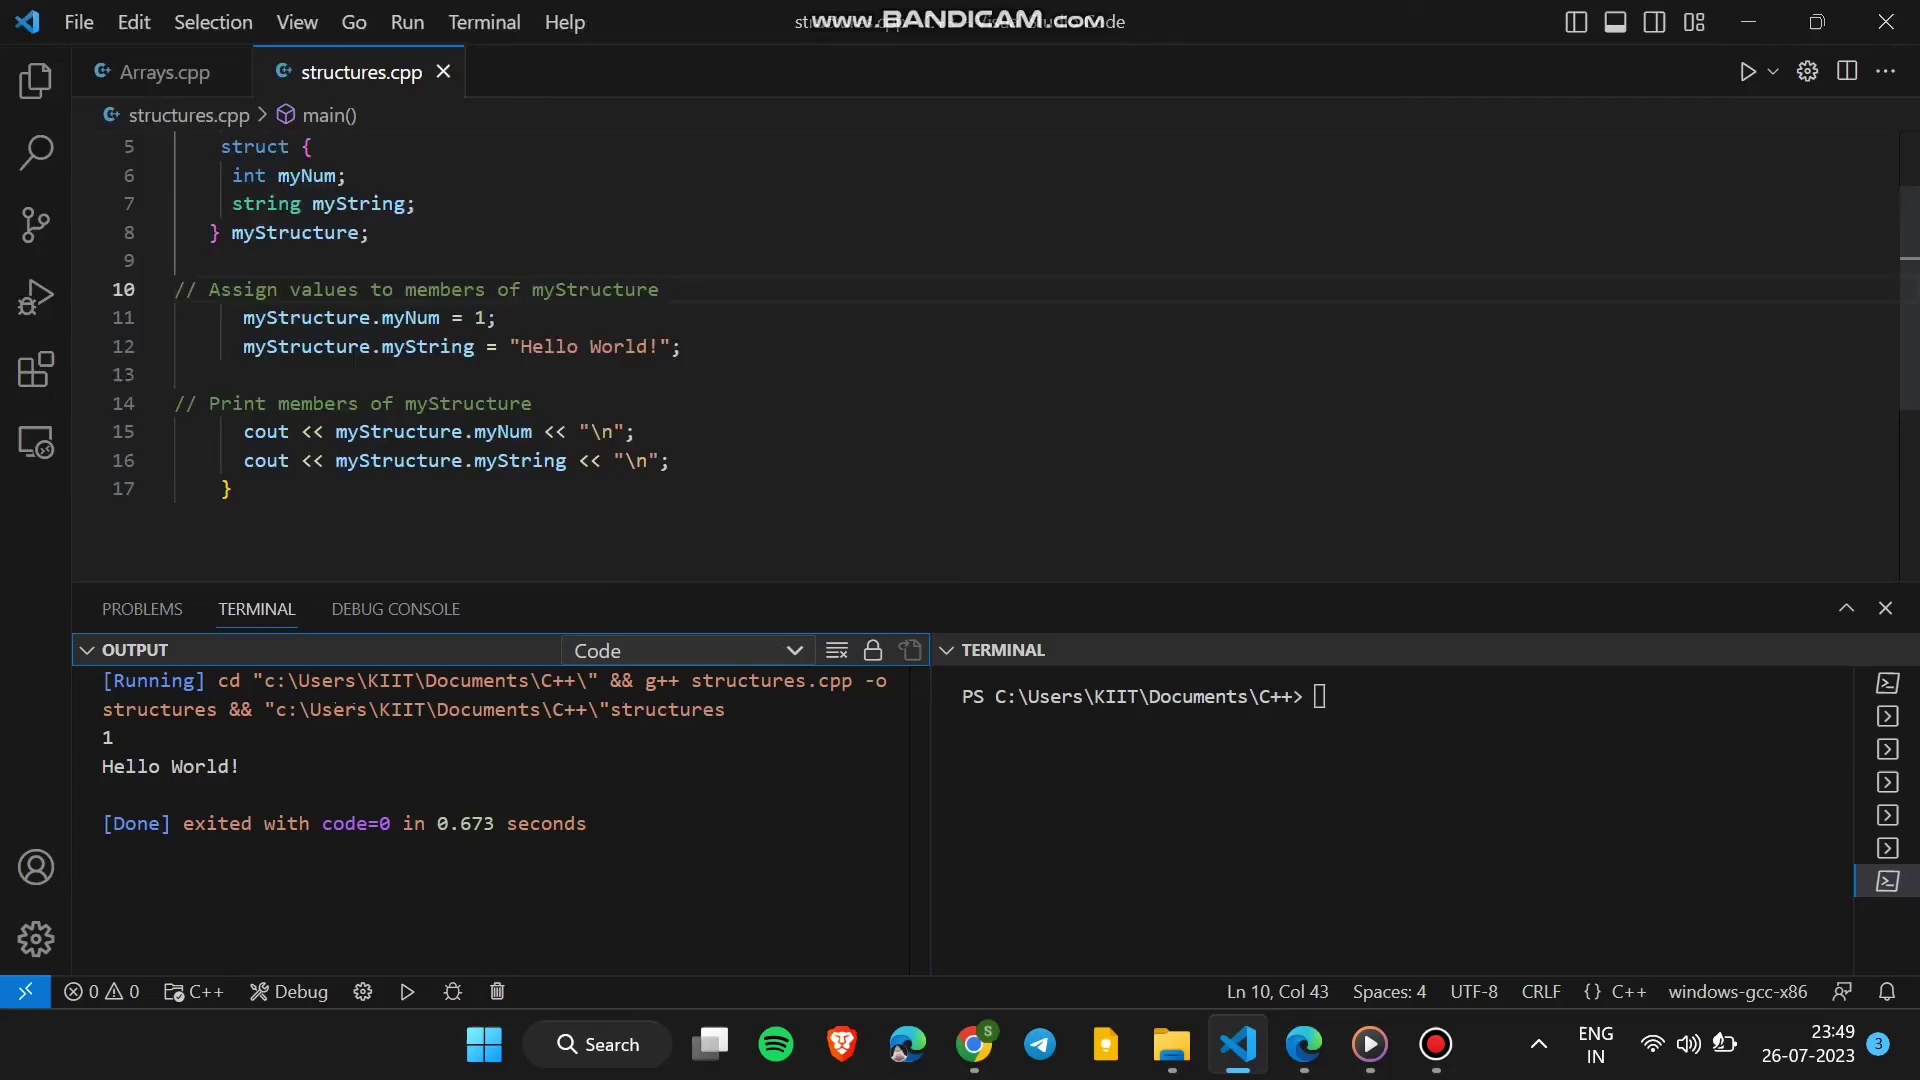 File Edit Selection View Go Run Terminal Help
www.BANDICAM.com
Arrays.cpp structures.cpp
structures.cpp > main()
5 struct {
6 int myNum;
7 string myString;
8 } myStructure;
9
10 // Assign values to members of myStructure
11 myStructure.myNum = 1;
12 myStructure.myString = "Hello World!";
13
14 // Print members of myStructure
15 cout << myStructure.myNum << "\n";
16 cout << myStructure.myString << "\n";
17 }
PROBLEMS TERMINAL DEBUG CONSOLE
OUTPUT Code
[Running] cd "c:\Users\KIIT\Documents\C++\" && g++ structures.cpp -o
structures && "c:\Users\KIIT\Documents\C++\"structures
1
Hello World!
[Done] exited with code=0 in 0.673 seconds
TERMINAL
PS C:\Users\KIIT\Documents\C++>
0 0 C++ Debug Ln 10, Col 43 Spaces: 4 UTF-8 CRLF {} C++ windows-gcc-x86
Search
S
ENG
IN
23:49
26-07-2023
3